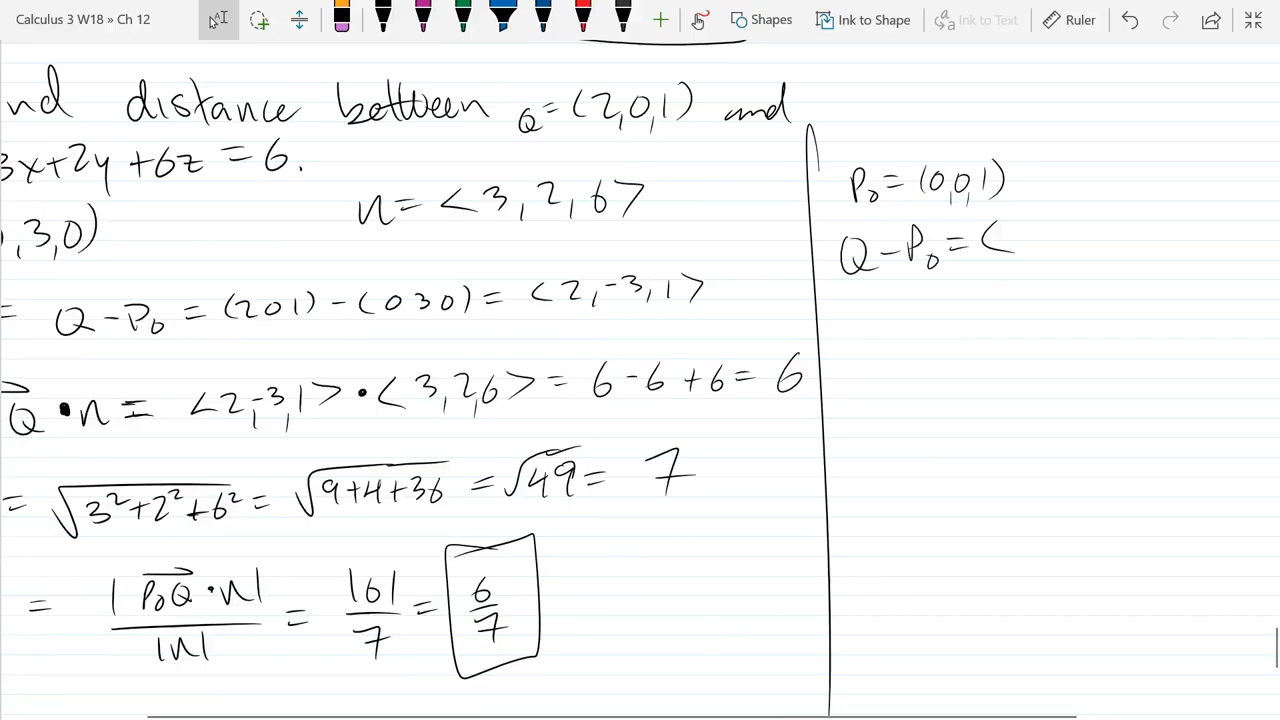 Calculus 3 W18 » Ch 12
Shapes Ink to Shape Ink to Text Ruler
nd distance between Q=(2,0,1) and
3x+2y+6z=6.
,3,0) n=<3,2,6>
= Q-P₀=(201)-(030)=<2,-3,1>
Q•n=<2,-3,1>•<3,2,6>=6-6+6=6
=√3²+2²+6²=√9+4+36=√49=7
=|P₀Q•n|/|n|=|6|/7=6/7
P₀=(0,0,1)
Q-P₀=<